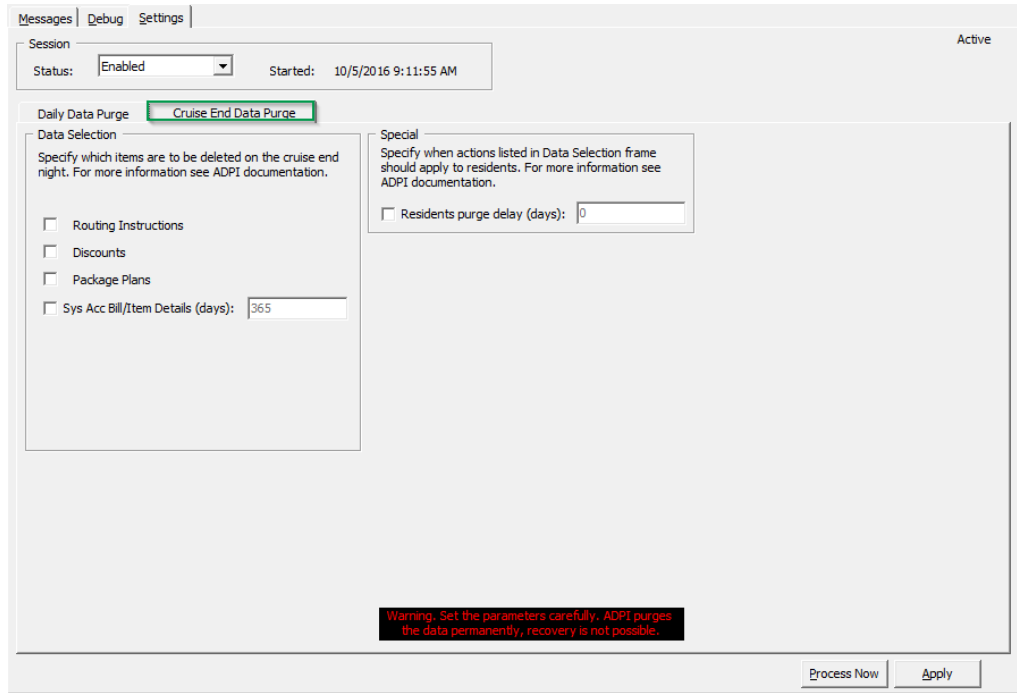 Messages Debug Settings
Active
Session
Status: Enabled Started: 10/5/2016 9:11:55 AM
Daily Data Purge Cruise End Data Purge
Data Selection
Specify which items are to be deleted on the cruise end
night. For more information see ADPI documentation.
Routing Instructions
Discounts
Package Plans
Sys Acc Bill/Item Details (days): 365
Special
Specify when actions listed in Data Selection frame
should apply to residents. For more information see
ADPI documentation.
Residents purge delay (days): 0
Warning. Set the parameters carefully. ADPI purges
the data permanently, recovery is not possible.
Process Now Apply